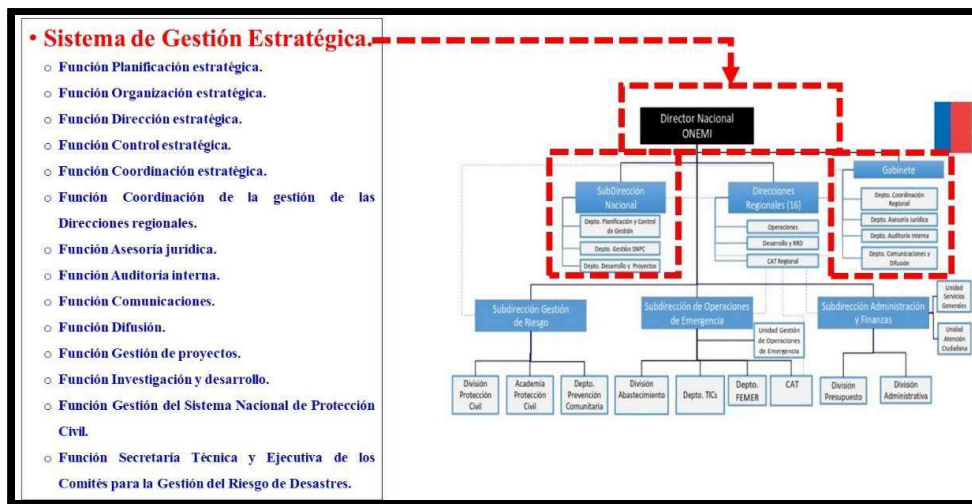 • Sistema de Gestión Estratégica.
o Función Planificación estratégica.
o Función Organización estratégica.
o Función Dirección estratégica.
o Función Control estratégica.
o Función Coordinación estratégica.
o Función Coordinación de la gestión de las
Direcciones regionales.
o Función Asesoría jurídica.
o Función Auditoría interna.
o Función Comunicaciones.
o Función Difusión.
o Función Gestión de proyectos.
o Función Investigación y desarrollo.
o Función Gestión del Sistema Nacional de Protección
Civil.
o Función Secretaría Técnica y Ejecutiva de los
Comités para la Gestión del Riesgo de Desastres.
Director Nacional
ONEMI
SubDirección
Nacional
Depto. Planificación y Control
de Gestión
Depto. Gestión SNPC
Depto. Desarrollo y Proyectos
Direcciones
Regionales (16)
Operaciones
Desarrollo y RRD
CAT Regional
Gabinete
Depto. Coordinación
Regional
Depto. Asesoría Jurídica
Depto. Auditoría Interna
Depto. Comunicaciones y
Difusión
Subdirección Gestión
de Riesgo
Subdirección de Operaciones
de Emergencia
Subdirección Administración
y Finanzas
Unidad
Servicios
Generales
Unidad
Atención
Ciudadana
Unidad Gestión
de Operaciones
de Emergencia
División
Protección
Civil
Academia
Protección
Civil
Depto.
Prevención
Comunitaria
División
Abastecimiento
Depto. TICs
Depto.
FEMER
CAT
División
Presupuesto
División
Administrativa